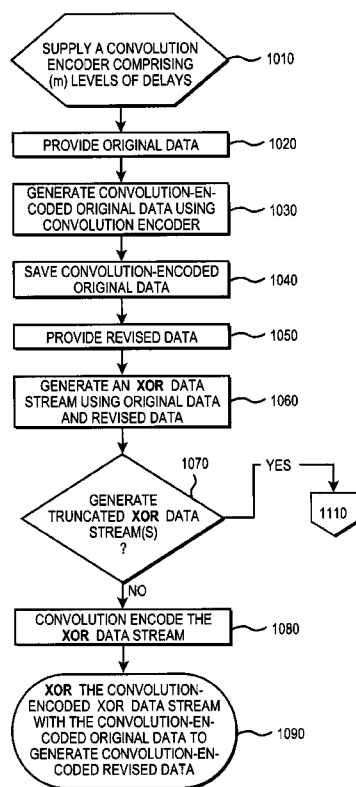 SUPPLY A CONVOLUTION
ENCODER COMPRISING
(m) LEVELS OF DELAYS
1010
PROVIDE ORIGINAL DATA
1020
GENERATE CONVOLUTION-EN-
CODED ORIGINAL DATA USING
CONVOLUTION ENCODER
1030
SAVE CONVOLUTION-ENCODED
ORIGINAL DATA
1040
PROVIDE REVISED DATA
1050
GENERATE AN XOR DATA
STREAM USING ORIGINAL DATA
AND REVISED DATA
1060
1070
GENERATE
TRUNCATED XOR DATA
STREAM(S)
?
YES
1110
NO
CONVOLUTION ENCODE THE
XOR DATA STREAM
1080
XOR THE CONVOLUTION-
ENCODED XOR DATA STREAM
WITH THE CONVOLUTION-EN-
CODED ORIGINAL DATA TO
GENERATE CONVOLUTION-EN-
CODED REVISED DATA
1090